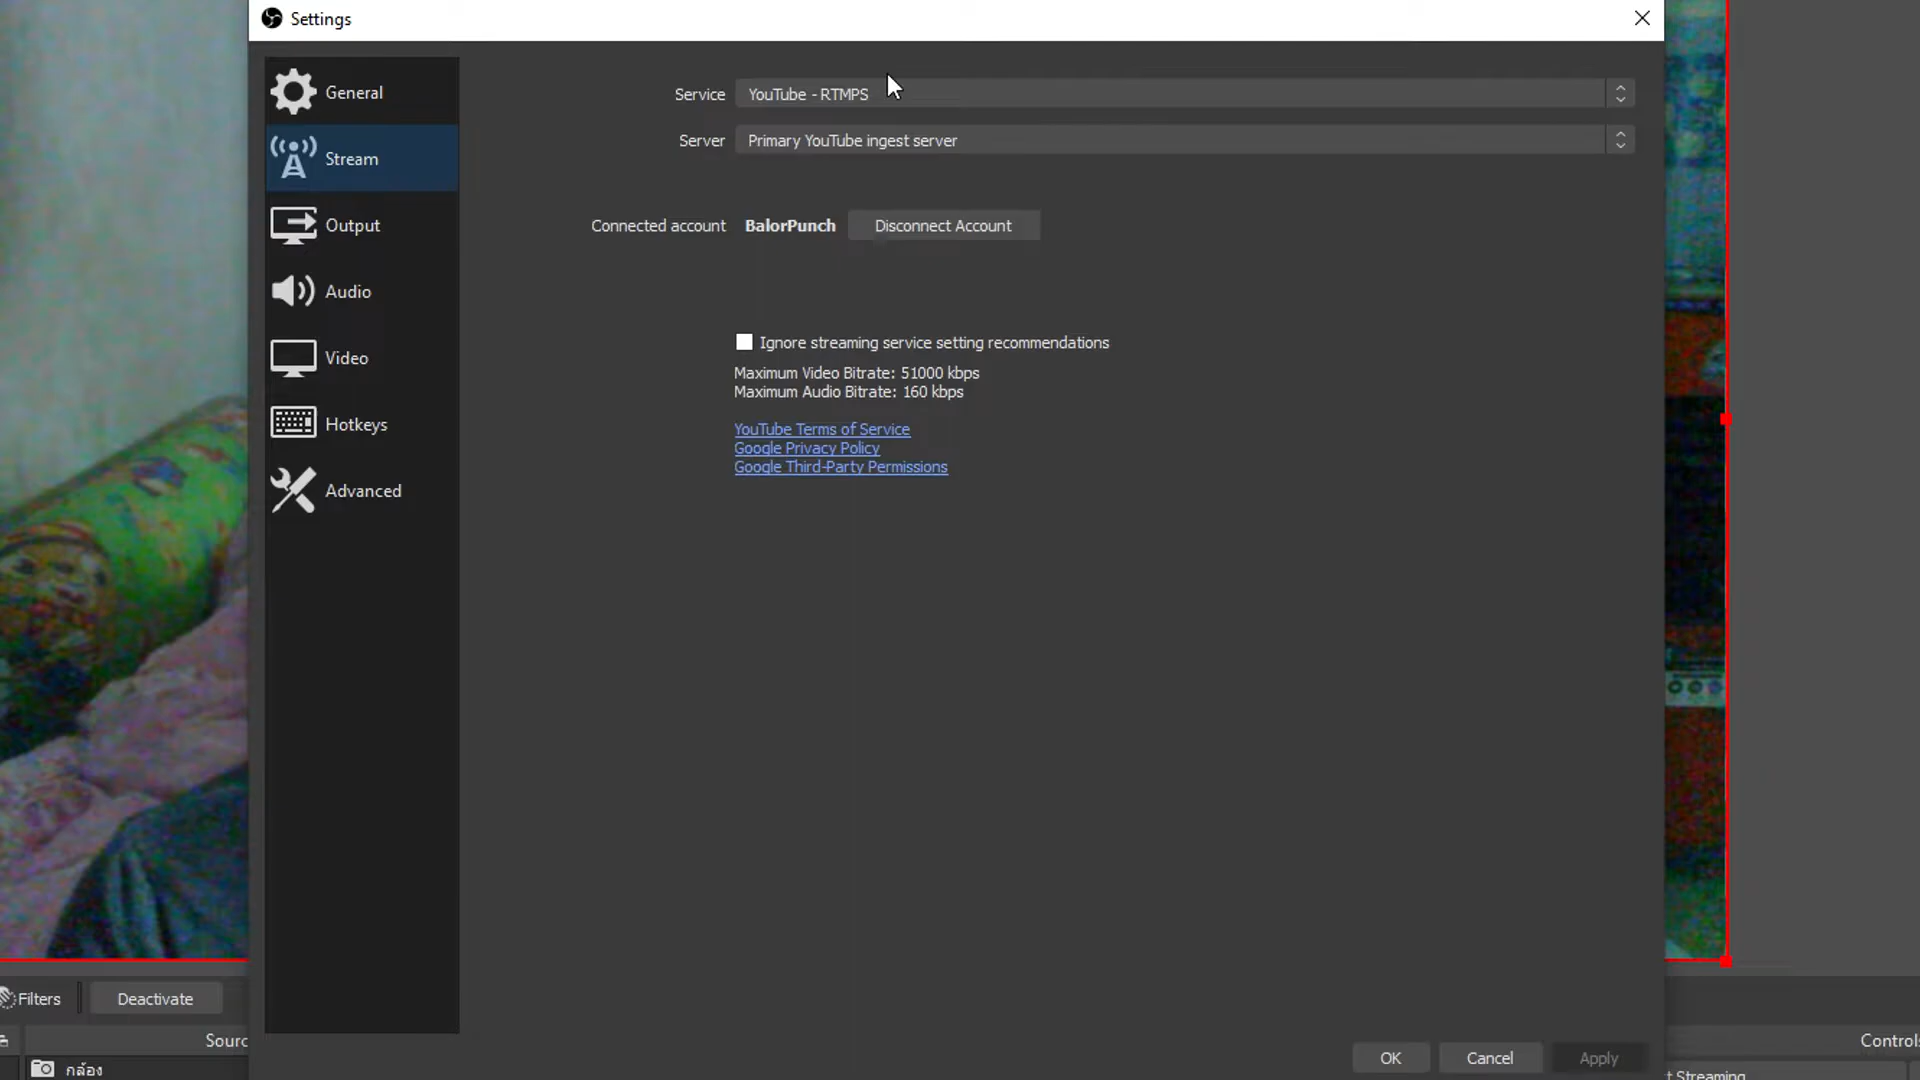 Settings
General
Stream
Output
Audio
Video
Hotkeys
Advanced
Service YouTube - RTMPS
Server Primary YouTube ingest server
Connected account BalorPunch Disconnect Account
Ignore streaming service setting recommendations
Maximum Video Bitrate: 51000 kbps
Maximum Audio Bitrate: 160 kbps
YouTube Terms of Service
Google Privacy Policy
Google Third-Party Permissions
OK Cancel Apply
Filters Deactivate
Sourc
กล้อง
Controls
t Streaming